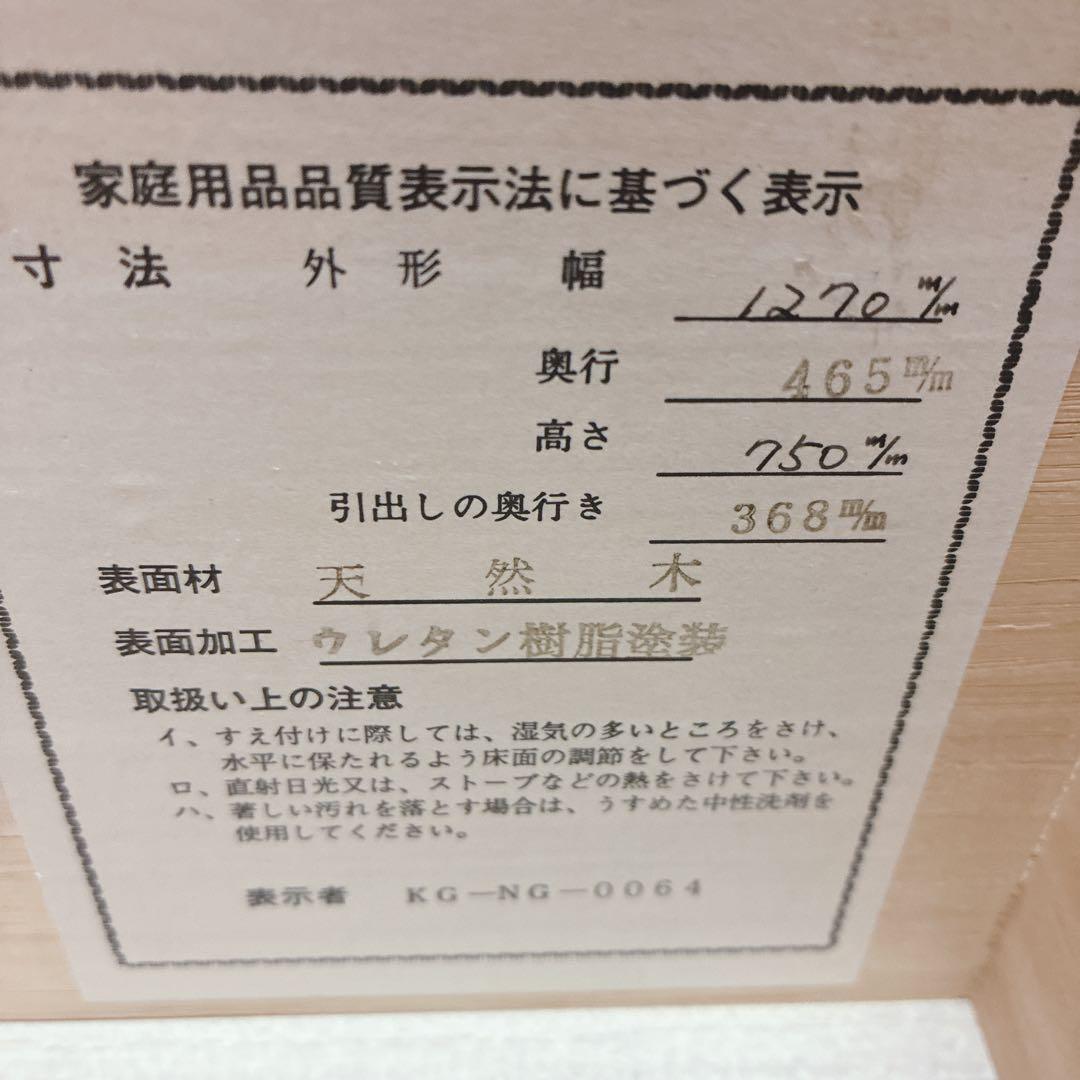 家庭用品品質表示法に基づく表示
寸法 外形 幅 1270 m/m
奥行 465 m/m
高さ 750 m/m
引出しの奥行き 368 m/m
表面材 天然木
表面加工 ウレタン樹脂塗装
取扱い上の注意
イ、すえ付けに際しては、湿気の多いところをさけ、
水平に保たれるよう床面の調節をして下さい。
ロ、直射日光又は、ストーブなどの熱をさけて下さい。
ハ、著しい汚れを落とす場合は、うすめた中性洗剤を
使用してください。
表示者 KG－NG－0064